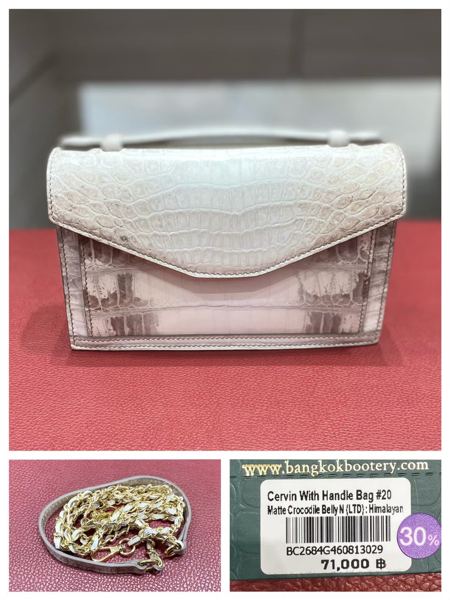 www.bangkokbootery.com
Cervin With Handle Bag #20
Matte Crocodile Belly N (LTD) : Himalayan
BC2684G460813029
30%
71,000 ฿